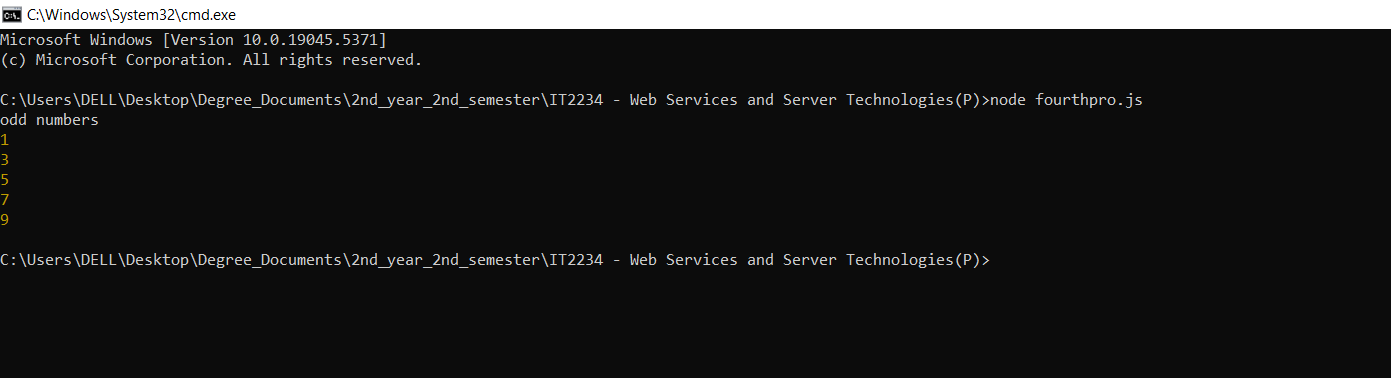 C:\Windows\System32\cmd.exe
Microsoft Windows [Version 10.0.19045.5371]
(c) Microsoft Corporation. All rights reserved.
C:\Users\DELL\Desktop\Degree_Documents\2nd_year_2nd_semester\IT2234 - Web Services and Server Technologies(P)>node fourthpro.js
odd numbers
1
3
5
7
9
C:\Users\DELL\Desktop\Degree_Documents\2nd_year_2nd_semester\IT2234 - Web Services and Server Technologies(P)>